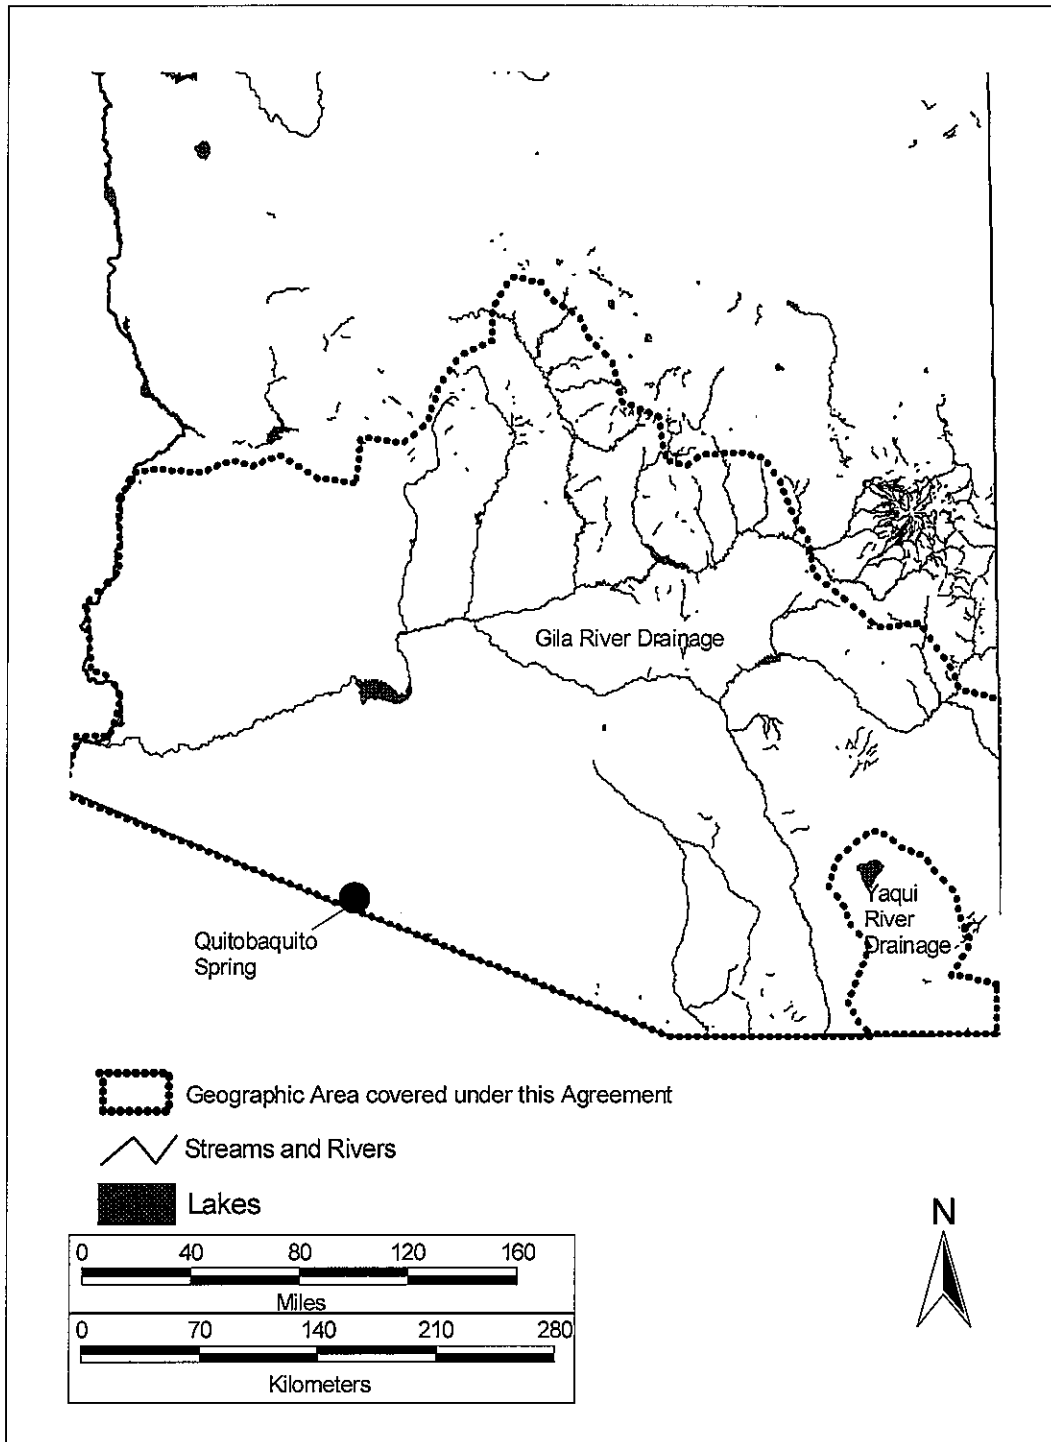 Gila River Drainage
Yaqui
River
Drainage
Quitobaquito
Spring
Geographic Area covered under this Agreement
Streams and Rivers
Lakes
N
0 40 80 120 160
Miles
0 70 140 210 280
Kilometers